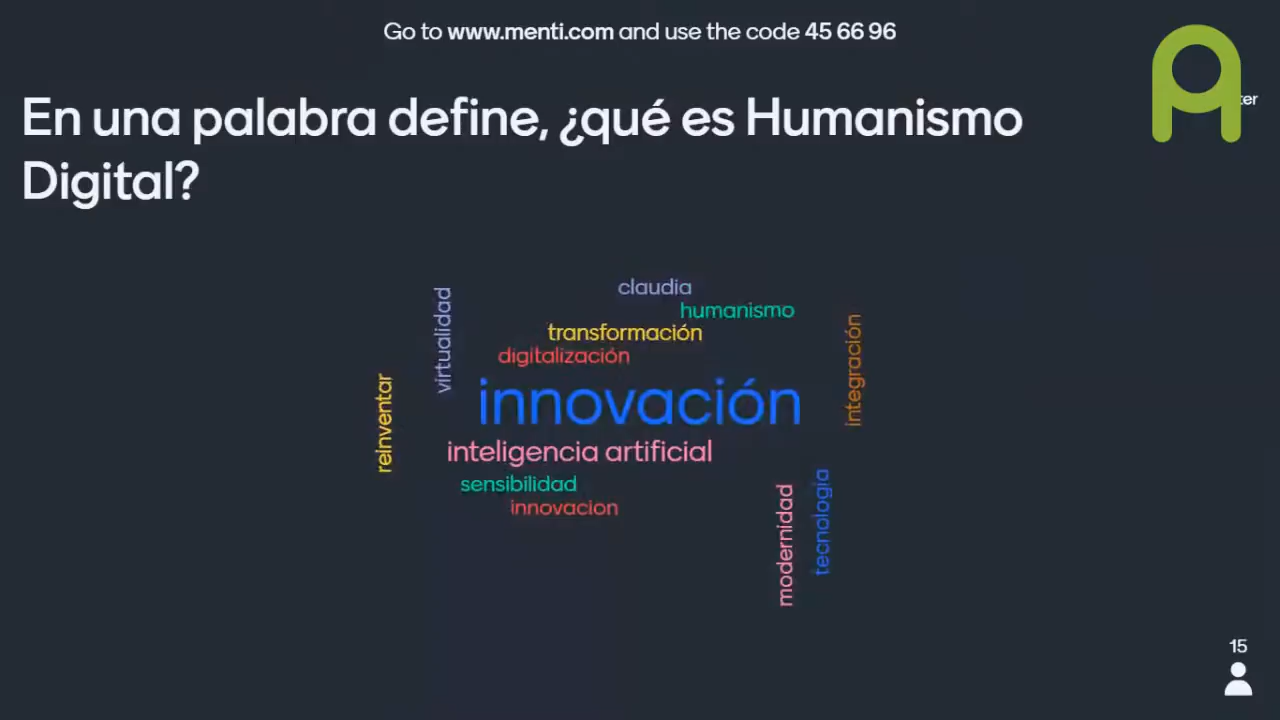 Go to www.menti.com and use the code 45 66 96
ter
En una palabra define, ¿qué es Humanismo
Digital?
claudia
humanismo
virtualidad
transformación
integración
digitalización
reinventar
innovación
inteligencia artificial
sensibilidad
innovacion
modernidad
tecnologia
15